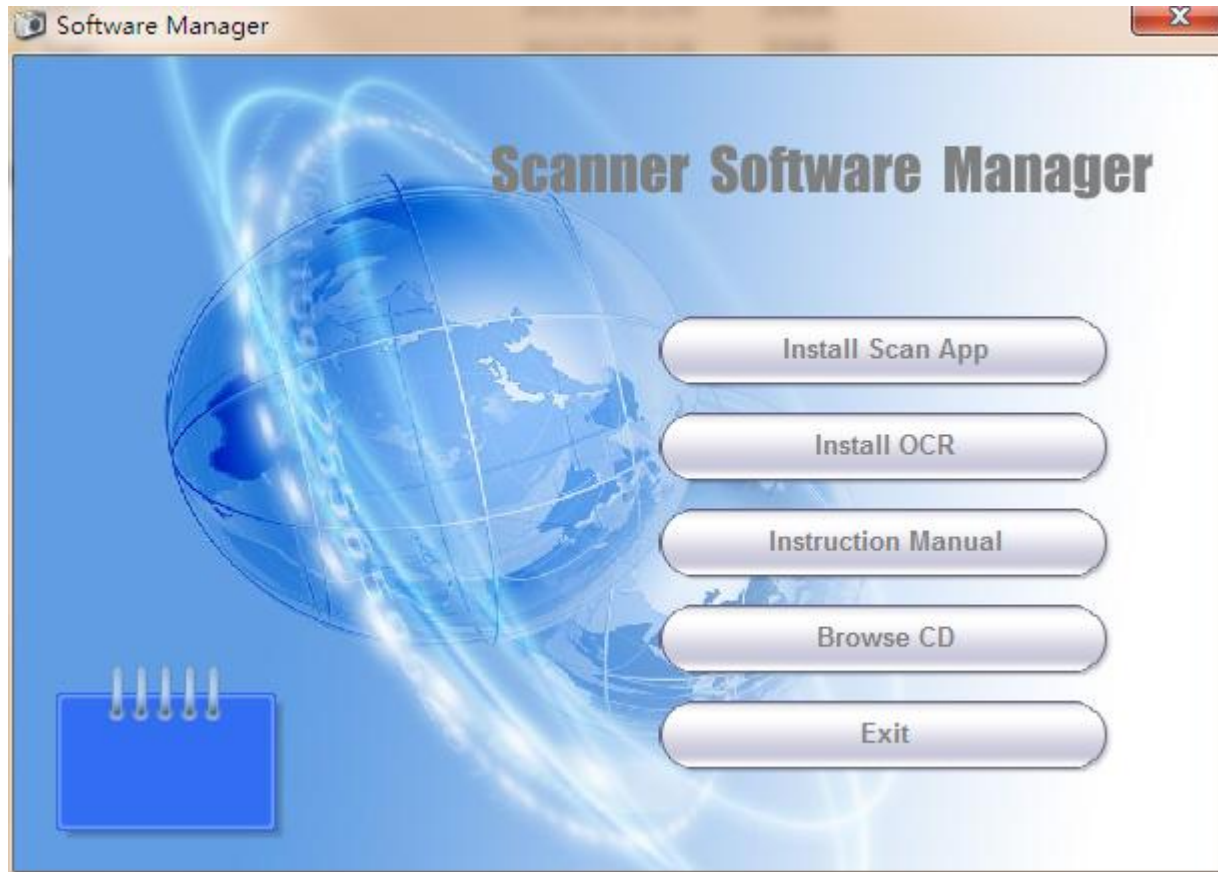 Software Manager
Scanner Software Manager
Install Scan App
Install OCR
Instruction Manual
Browse CD
Exit